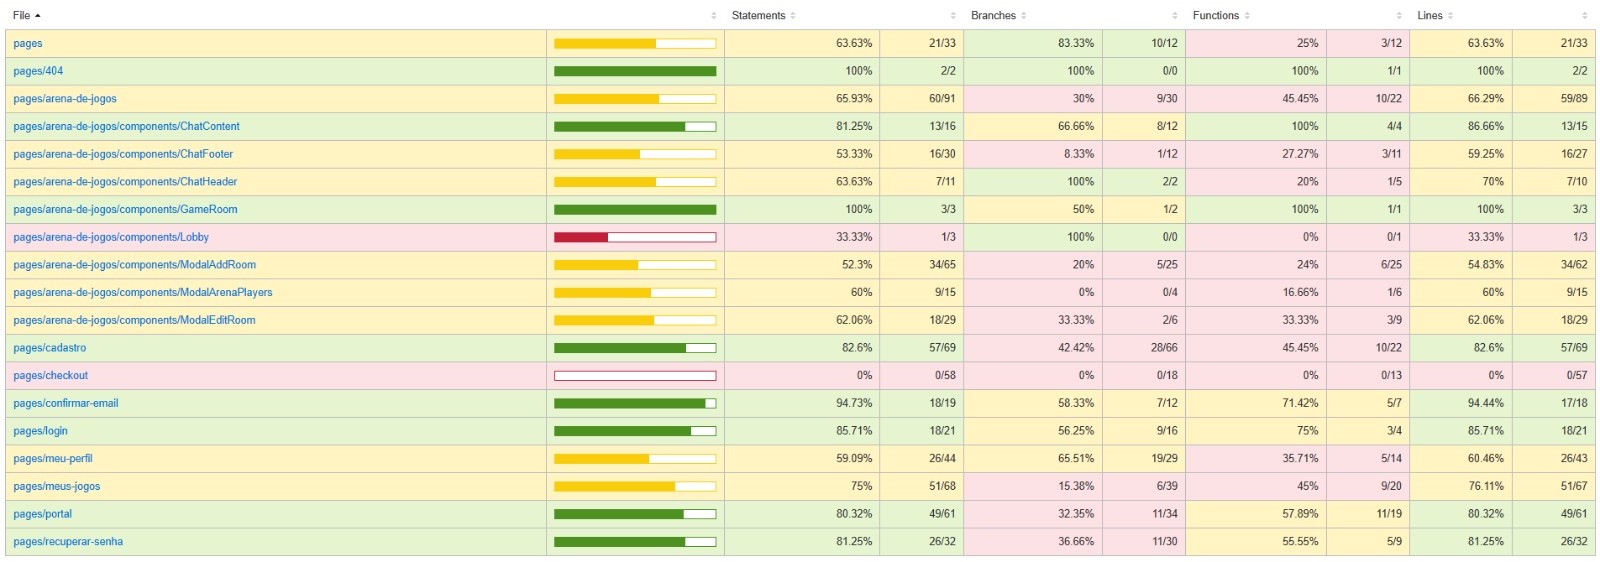 File Statements Branches Functions Lines
pages 63.63% 21/33 83.33% 10/12 25% 3/12 63.63% 21/33
pages/404 100% 2/2 100% 0/0 100% 1/1 100% 2/2
pages/arena-de-jogos 65.93% 60/91 30% 9/30 45.45% 10/22 66.29% 59/89
pages/arena-de-jogos/components/ChatContent 81.25% 13/16 66.66% 8/12 100% 4/4 86.66% 13/15
pages/arena-de-jogos/components/ChatFooter 53.33% 16/30 8.33% 1/12 27.27% 3/11 59.25% 16/27
pages/arena-de-jogos/components/ChatHeader 63.63% 7/11 100% 2/2 20% 1/5 70% 7/10
pages/arena-de-jogos/components/GameRoom 100% 3/3 50% 1/2 100% 1/1 100% 3/3
pages/arena-de-jogos/components/Lobby 33.33% 1/3 100% 0/0 0% 0/1 33.33% 1/3
pages/arena-de-jogos/components/ModalAddRoom 52.3% 34/65 20% 5/25 24% 6/25 54.83% 34/62
pages/arena-de-jogos/components/ModalArenaPlayers 60% 9/15 0% 0/4 16.66% 1/6 60% 9/15
pages/arena-de-jogos/components/ModalEditRoom 62.06% 18/29 33.33% 2/6 33.33% 3/9 62.06% 18/29
pages/cadastro 82.6% 57/69 42.42% 28/66 45.45% 10/22 82.6% 57/69
pages/checkout 0% 0/58 0% 0/18 0% 0/13 0% 0/57
pages/confirmar-email 94.73% 18/19 58.33% 7/12 71.42% 5/7 94.44% 17/18
pages/login 85.71% 18/21 56.25% 9/16 75% 3/4 85.71% 18/21
pages/meu-perfil 59.09% 26/44 65.51% 19/29 35.71% 5/14 60.46% 26/43
pages/meus-jogos 75% 51/68 15.38% 6/39 45% 9/20 76.11% 51/67
pages/portal 80.32% 49/61 32.35% 11/34 57.89% 11/19 80.32% 49/61
pages/recuperar-senha 81.25% 26/32 36.66% 11/30 55.55% 5/9 81.25% 26/32